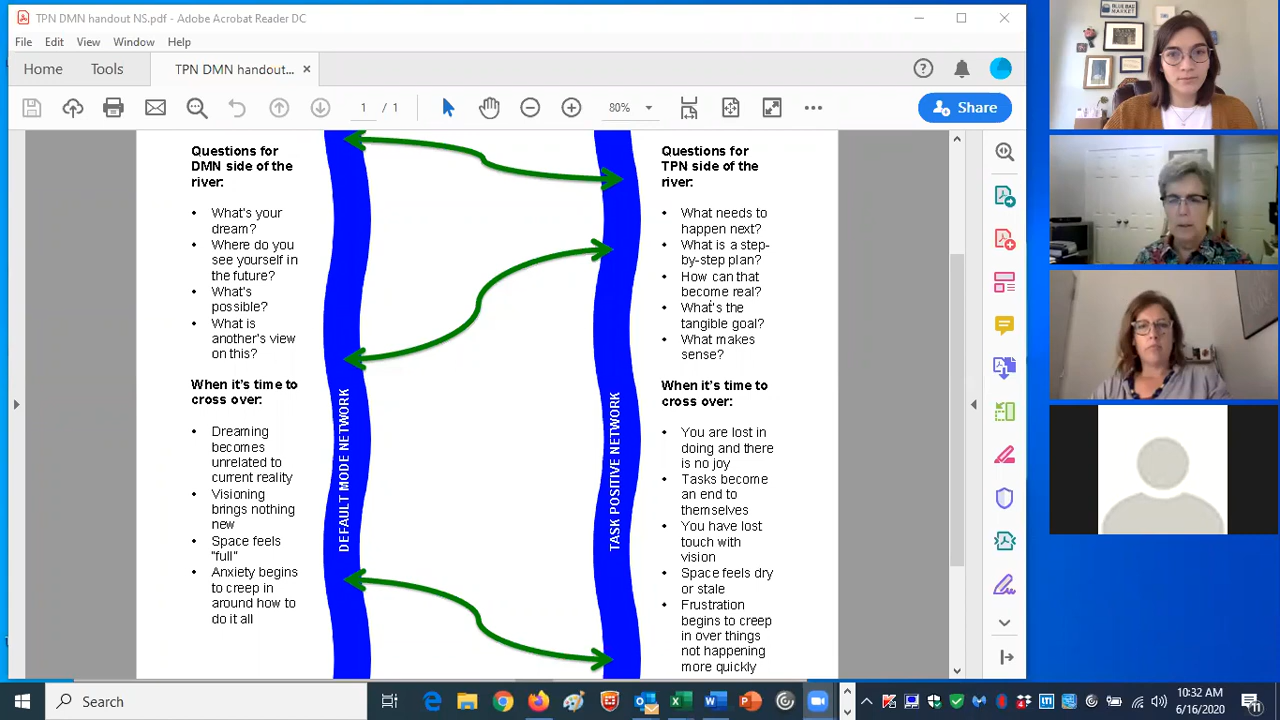 TPN DMN handout NS.pdf - Adobe Acrobat Reader DC
File Edit View Window Help
Home Tools TPN DMN handout... ×
1 / 1
80%
Share
Questions for
DMN side of the
river:
• What's your
dream?
• Where do you
see yourself in
the future?
• What's
possible?
• What is
another's view
on this?
When it's time to
cross over:
• Dreaming
becomes
unrelated to
current reality
• Visioning
brings nothing
new
• Space feels
"full"
• Anxiety begins
to creep in
around how to
do it all
DEFAULT MODE NETWORK
TASK POSITIVE NETWORK
Questions for
TPN side of the
river:
• What needs to
happen next?
• What is a step-
by-step plan?
• How can that
become real?
• What's the
tangible goal?
• What makes
sense?
When it's time to
cross over:
• You are lost in
doing and there
is no joy
• Tasks become
an end to
themselves
• You have lost
touch with
vision
• Space feels dry
or stale
• Frustration
begins to creep
in over things
not happening
more quickly
BLUE BALL
MARKET
Search
10:32 AM
6/16/2020
11